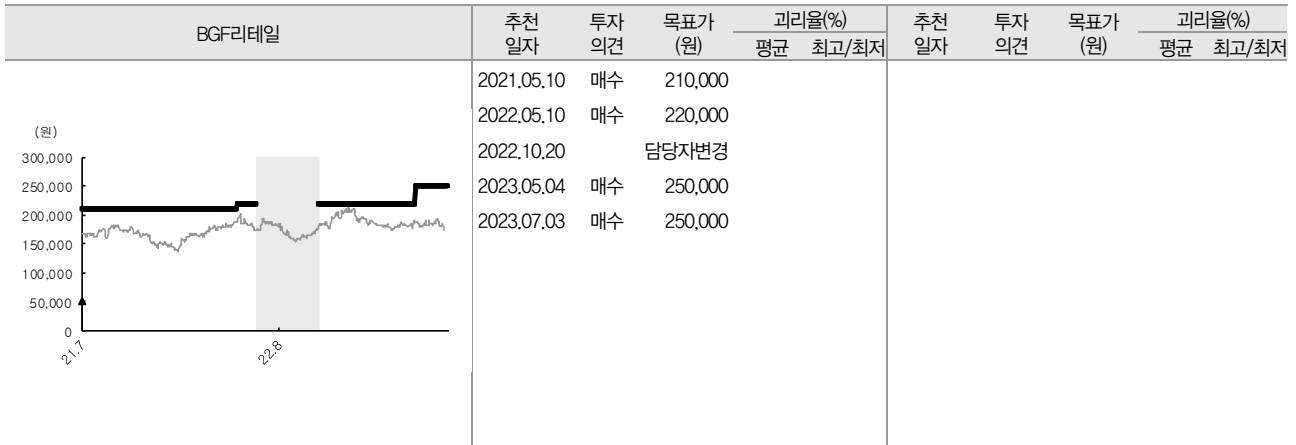 BGF리테일 추천 일자 투자 의견 목표가 (원) 괴리율(%) 평균 최고/최저 추천 일자 투자 의견 목표가 (원) 괴리율(%) 평균 최고/최저
2021.05.10 매수 210,000
2022.05.10 매수 220,000
2022.10.20 담당자변경
2023.05.04 매수 250,000
2023.07.03 매수 250,000
(원)
300,000
250,000
200,000
150,000
100,000
50,000
0
21.7 22.8